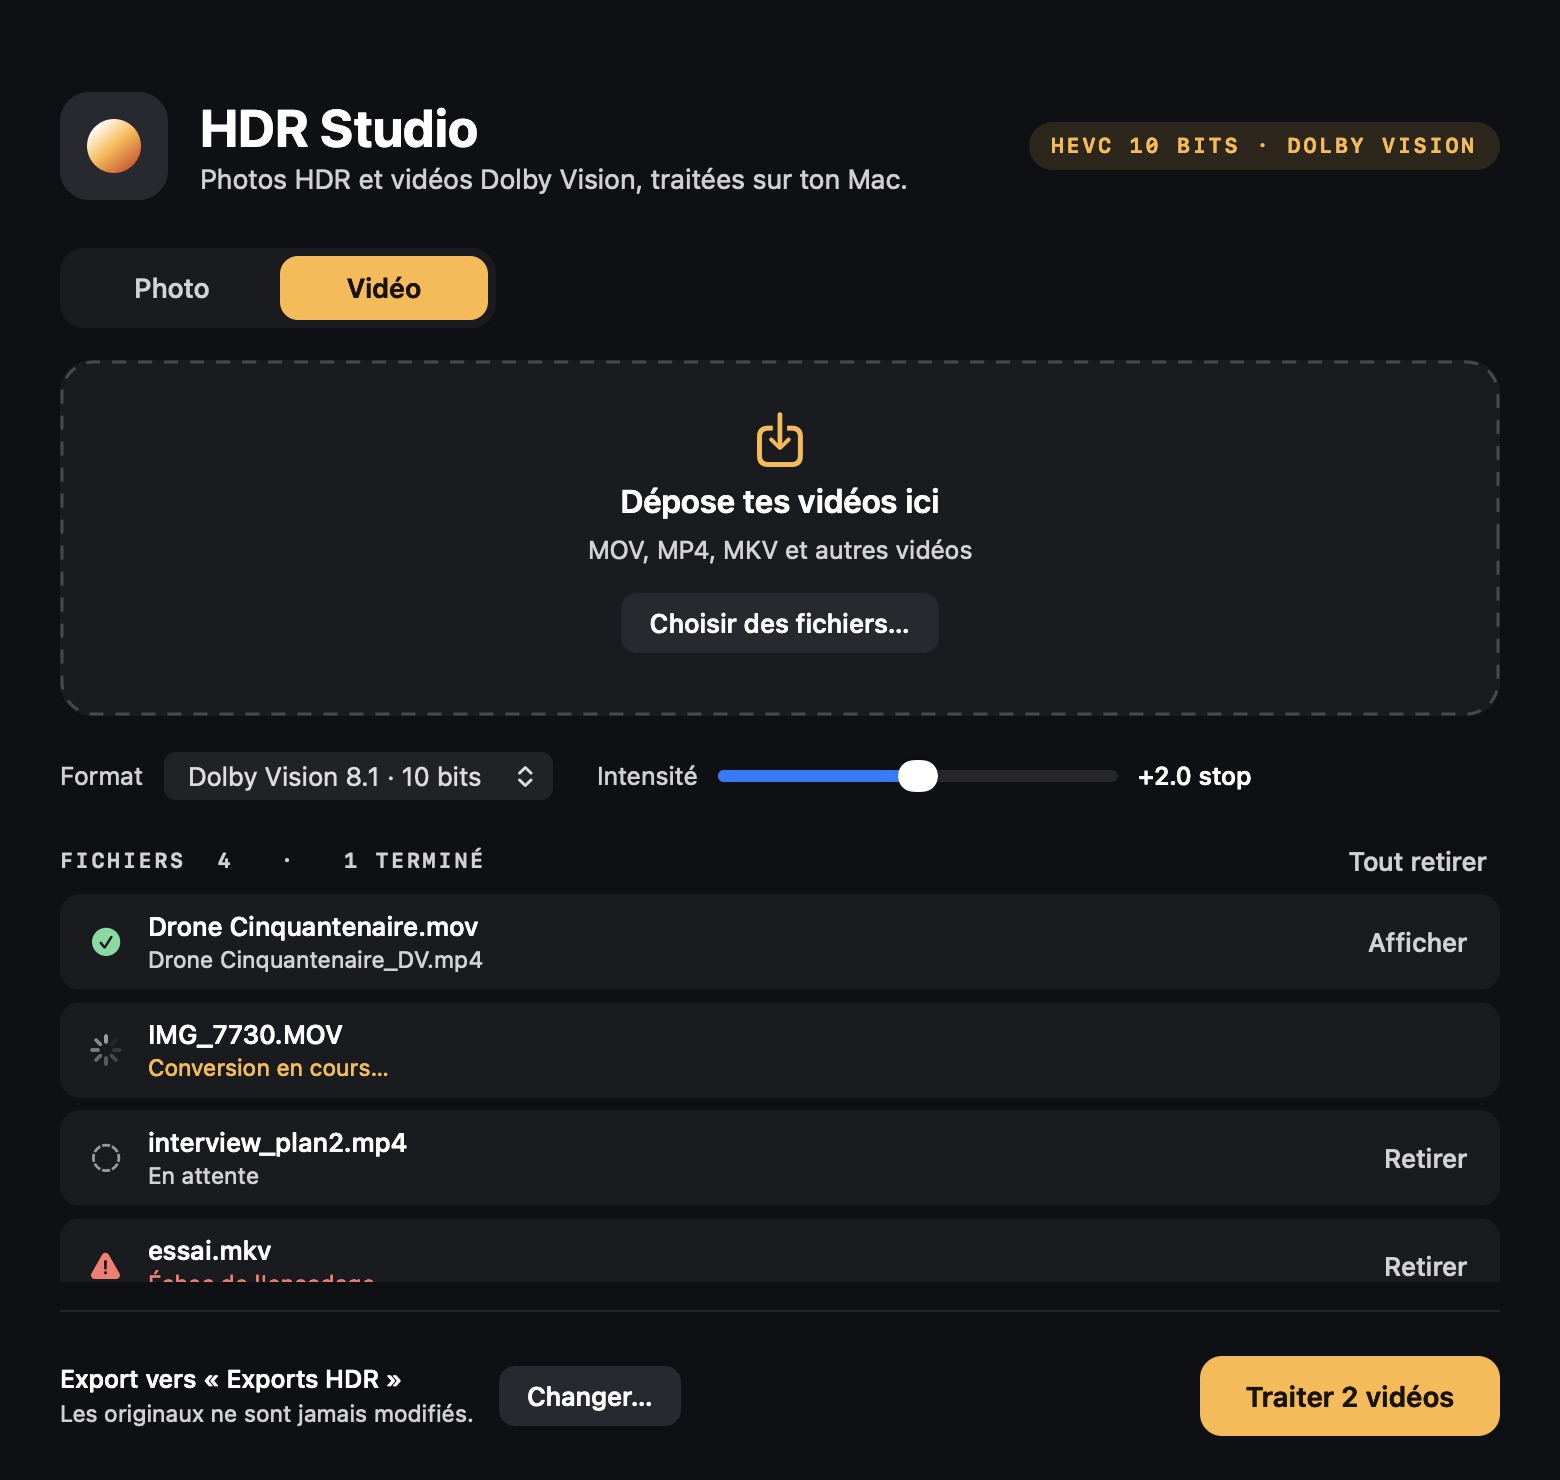 HDR Studio
Photos HDR et vidéos Dolby Vision, traitées sur ton Mac.
HEVC 10 BITS · DOLBY VISION
Photo
Vidéo
Dépose tes vidéos ici
MOV, MP4, MKV et autres vidéos
Choisir des fichiers...
Format
Dolby Vision 8.1 · 10 bits
Intensité
+2.0 stop
FICHIERS 4 · 1 TERMINÉ
Tout retirer
Drone Cinquantenaire.mov
Drone Cinquantenaire_DV.mp4
Afficher
IMG_7730.MOV
Conversion en cours...
interview_plan2.mp4
En attente
Retirer
essai.mkv
Échec de l'encodage
Retirer
Export vers « Exports HDR »
Les originaux ne sont jamais modifiés.
Changer...
Traiter 2 vidéos